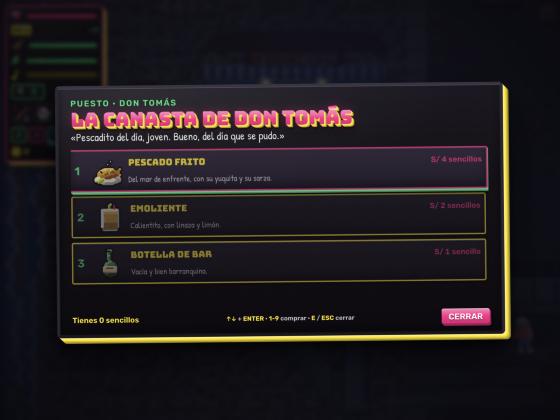 PUESTO · DON TOMÁS
LA CANASTA DE DON TOMÁS
«Pescadito del día, joven. Bueno, del día que se pudo.»
1
PESCADO FRITO
S/ 4 sencillos
Del mar de enfrente, con su yuquita y su sarza.
2
EMOLIENTE
S/ 2 sencillos
Calientito, con linaza y limón.
3
BOTELLA DE BAR
S/ 1 sencillo
Vacía y bien barranquina.
Tienes 0 sencillos
↑↓ + ENTER · 1-9 comprar · E / ESC cerrar
CERRAR